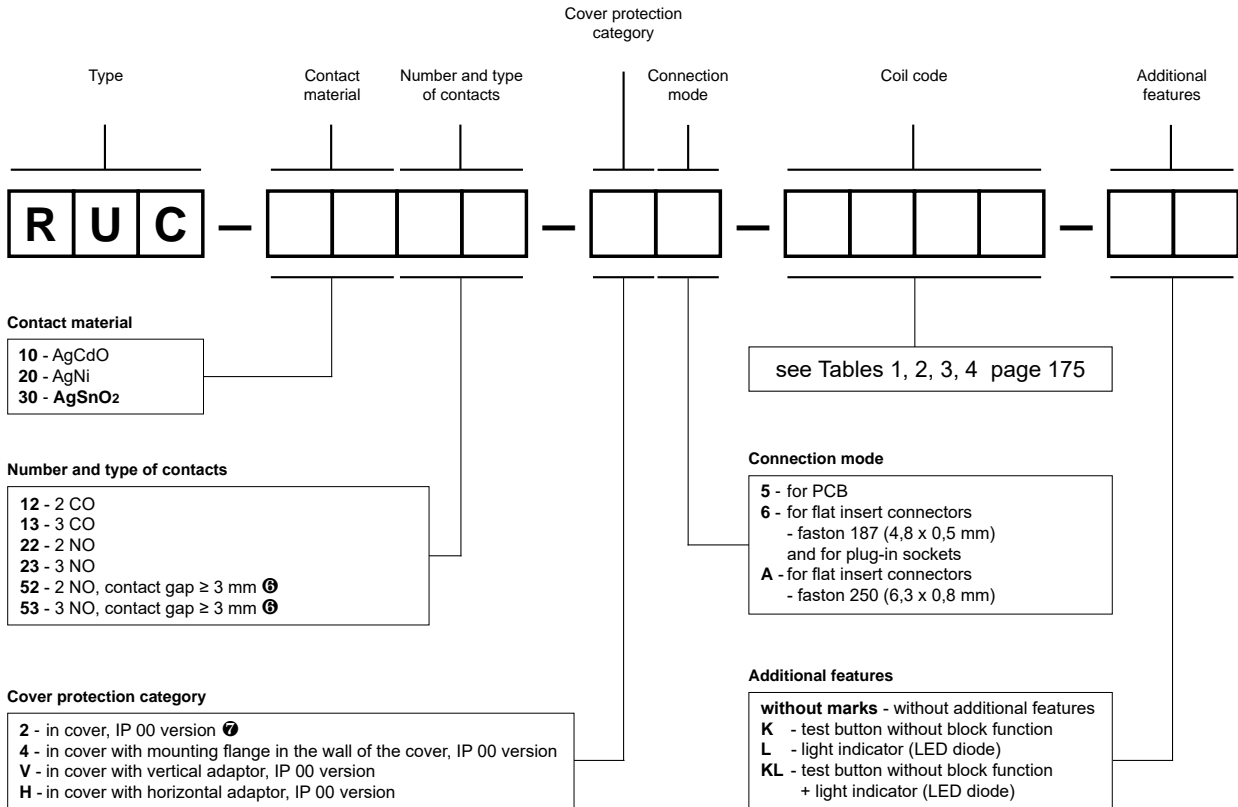 Cover protection
category
Type
Contact
material
Number and type
of contacts
Connection
mode
Coil code
Additional
features
R U C – – – –
Contact material
10 - AgCdO
20 - AgNi
30 - AgSnO2
see Tables 1, 2, 3, 4 page 175
Number and type of contacts
12 - 2 CO
13 - 3 CO
22 - 2 NO
23 - 3 NO
52 - 2 NO, contact gap ≥ 3 mm ❻
53 - 3 NO, contact gap ≥ 3 mm ❻
Connection mode
5 - for PCB
6 - for flat insert connectors
- faston 187 (4,8 x 0,5 mm)
and for plug-in sockets
A - for flat insert connectors
- faston 250 (6,3 x 0,8 mm)
Cover protection category
2 - in cover, IP 00 version ❼
4 - in cover with mounting flange in the wall of the cover, IP 00 version
V - in cover with vertical adaptor, IP 00 version
H - in cover with horizontal adaptor, IP 00 version
Additional features
without marks - without additional features
K - test button without block function
L - light indicator (LED diode)
KL - test button without block function
+ light indicator (LED diode)